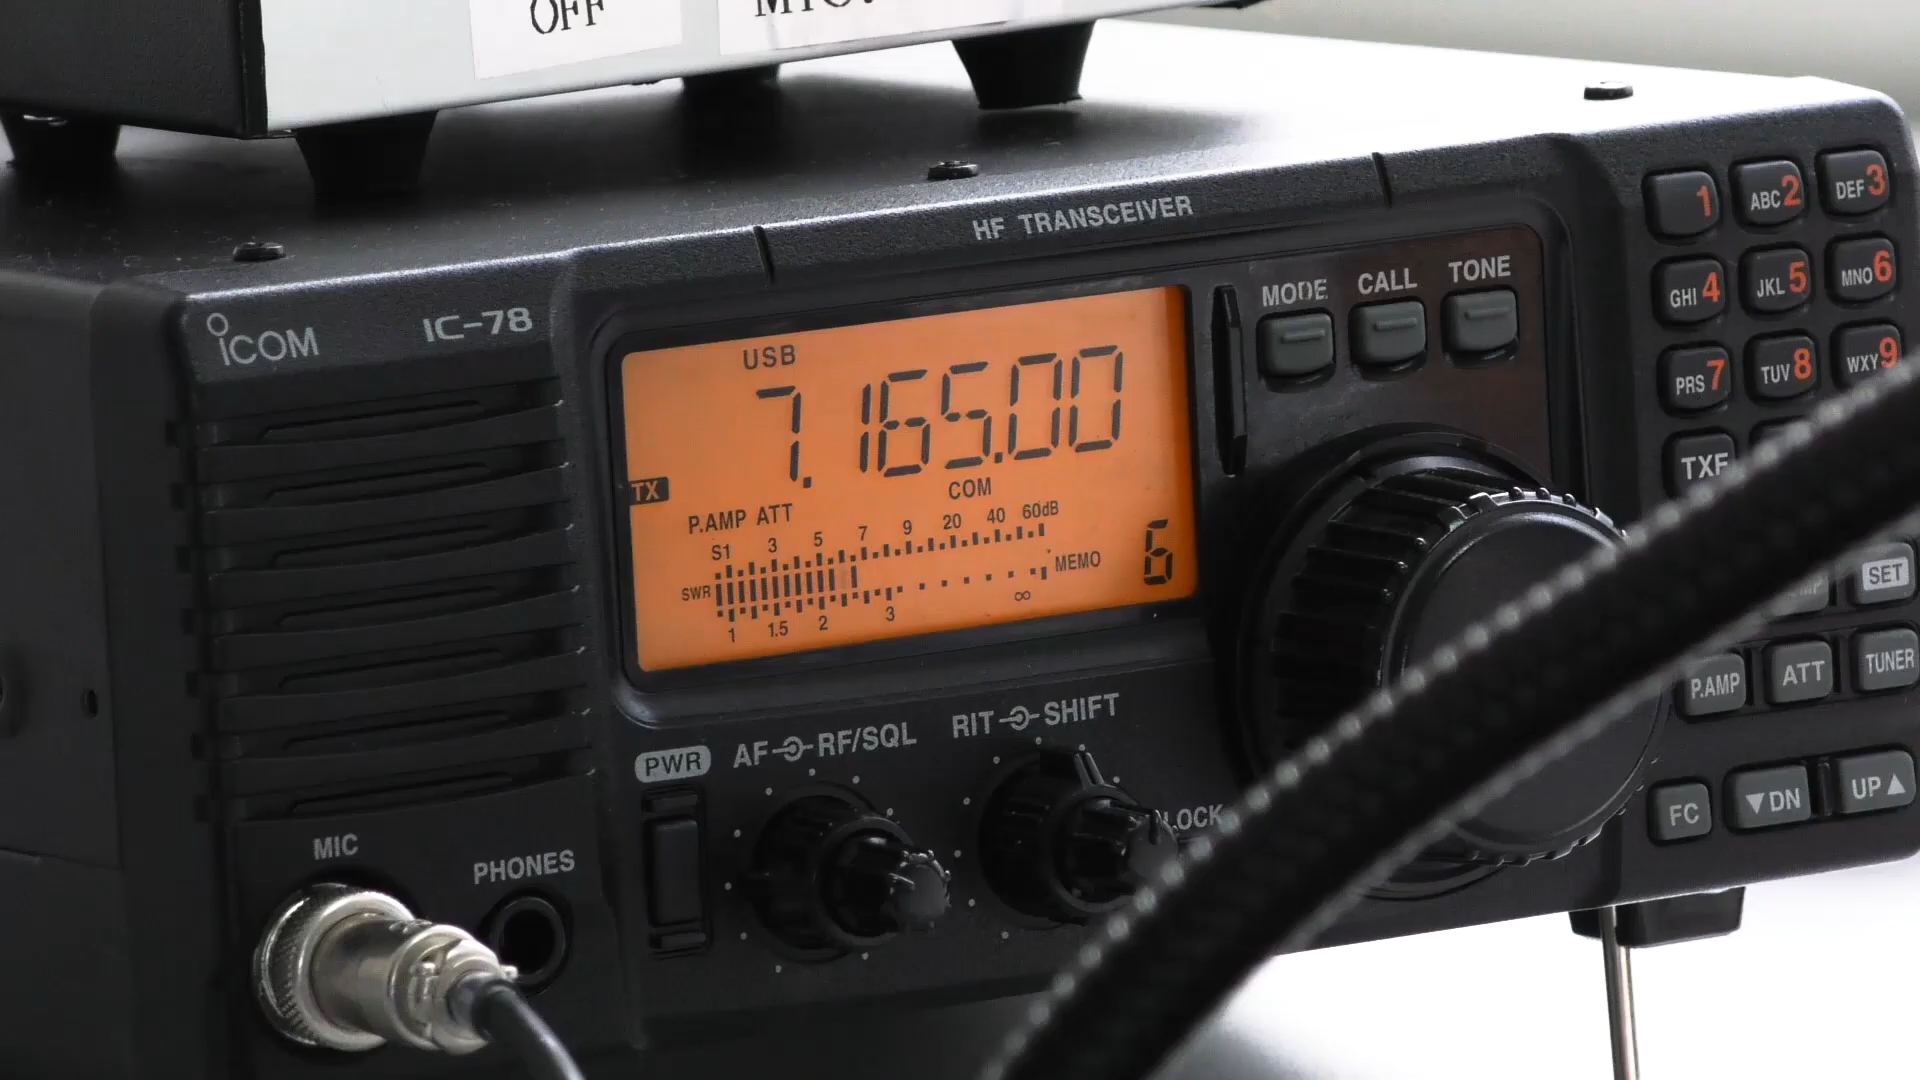 OFF
HF TRANSCEIVER
ICOM IC-78
MODE CALL TONE
1 ABC 2 DEF 3
GHI 4 JKL 5 MNO 6
PRS 7 TUV 8 WXY 9
USB
7.165.00
TX
COM
P.AMP ATT
S1 3 5 7 9 20 40 60dB
SWR
MEMO 6
1 1.5 2 3 ∞
SET
P.AMP ATT TUNER
FC ▼DN UP▲
PWR AF RF/SQL RIT SHIFT
LOCK
MIC PHONES